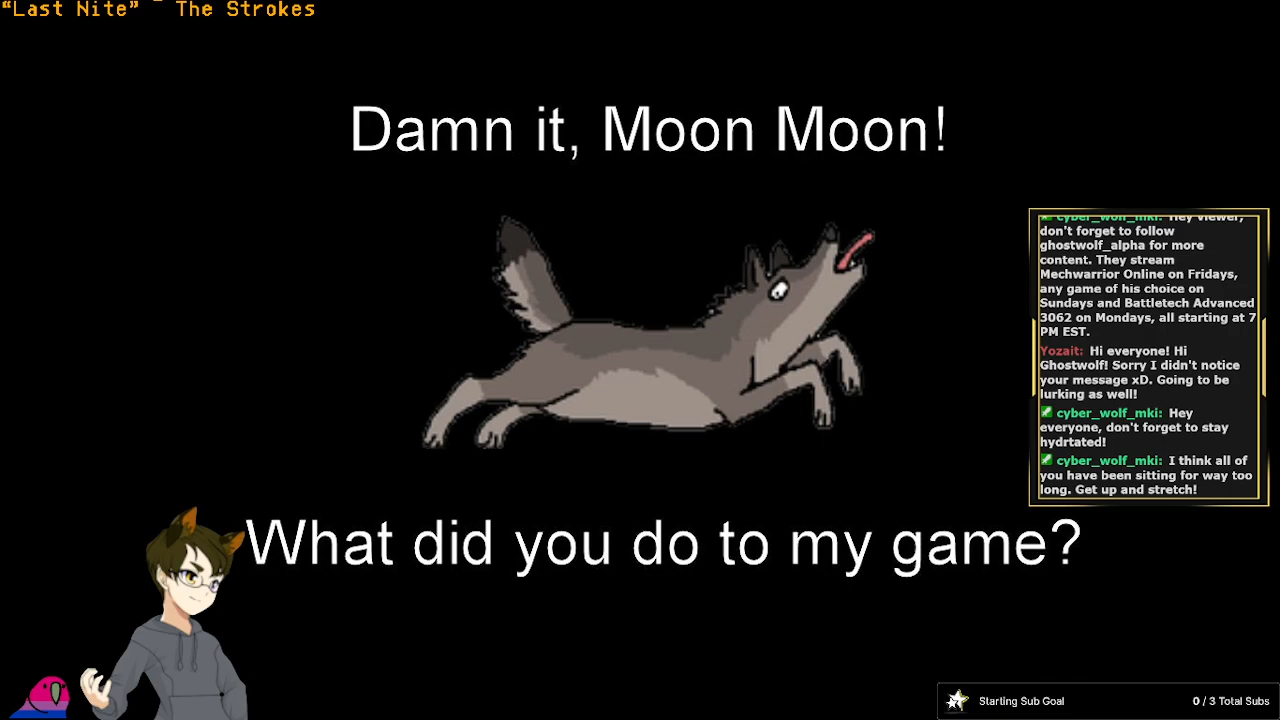 “Last Nite” - The Strokes
Damn it, Moon Moon!
cyber_wolf_mki: Hey viewer,
don't forget to follow
ghostwolf_alpha for more
content. They stream
Mechwarrior Online on Fridays,
any game of his choice on
Sundays and Battletech Advanced
3062 on Mondays, all starting at 7
PM EST.
Yozait: Hi everyone! Hi
Ghostwolf! Sorry I didn't notice
your message xD. Going to be
lurking as well!
cyber_wolf_mki: Hey
everyone, don't forget to stay
hydrtated!
cyber_wolf_mki: I think all of
you have been sitting for way too
long. Get up and stretch!
What did you do to my game?
Starting Sub Goal
0 / 3 Total Subs